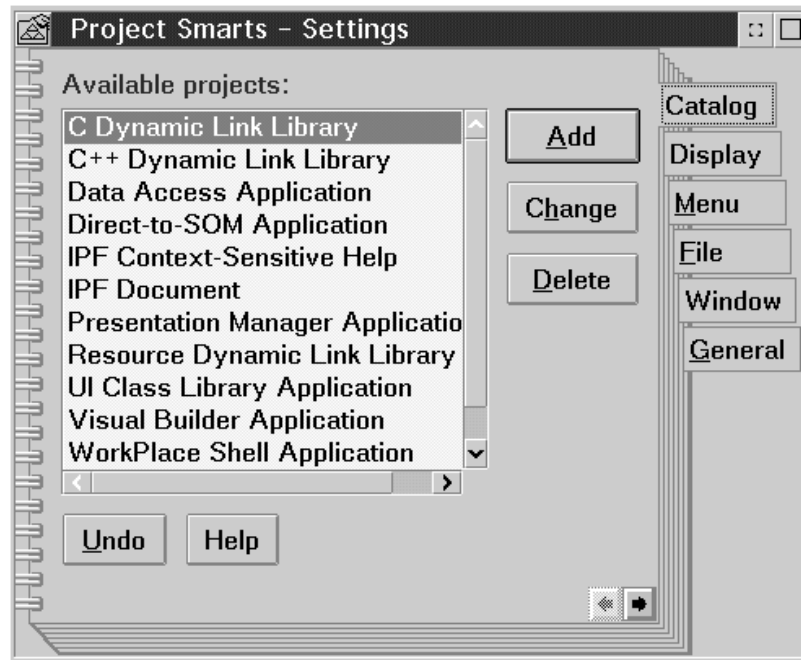 Project Smarts - Settings
Available projects:
C Dynamic Link Library
C++ Dynamic Link Library
Data Access Application
Direct-to-SOM Application
IPF Context-Sensitive Help
IPF Document
Presentation Manager Applicatio
Resource Dynamic Link Library
UI Class Library Application
Visual Builder Application
WorkPlace Shell Application
Add
Change
Delete
Undo
Help
Catalog
Display
Menu
File
Window
General